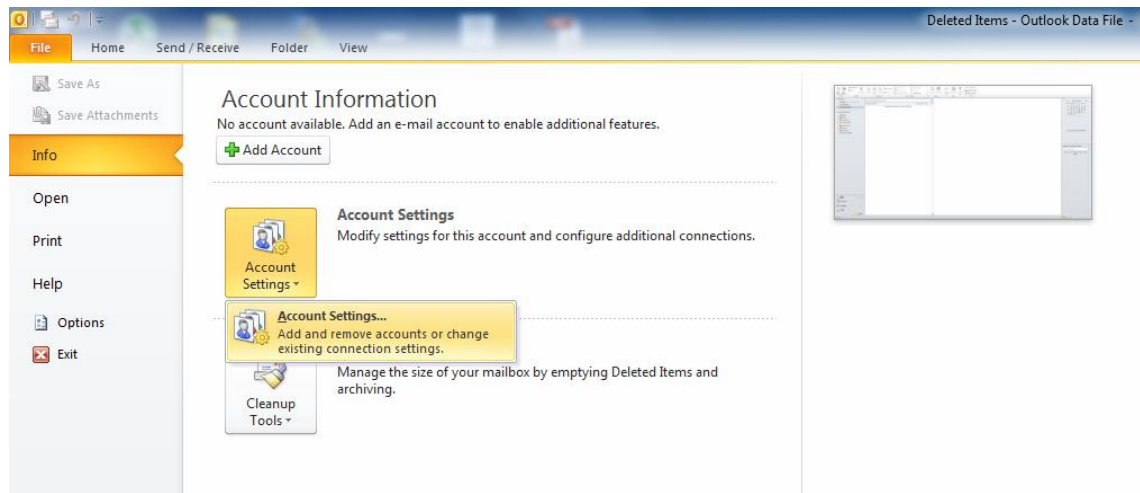 Deleted Items - Outlook Data File -
File Home Send / Receive Folder View
Save As
Save Attachments
Info
Open
Print
Help
Options
Exit
Account Information
No account available. Add an e-mail account to enable additional features.
Add Account
Account Settings
Modify settings for this account and configure additional connections.
Account
Settings
Account Settings...
Add and remove accounts or change
existing connection settings.
Manage the size of your mailbox by emptying Deleted Items and
archiving.
Cleanup
Tools